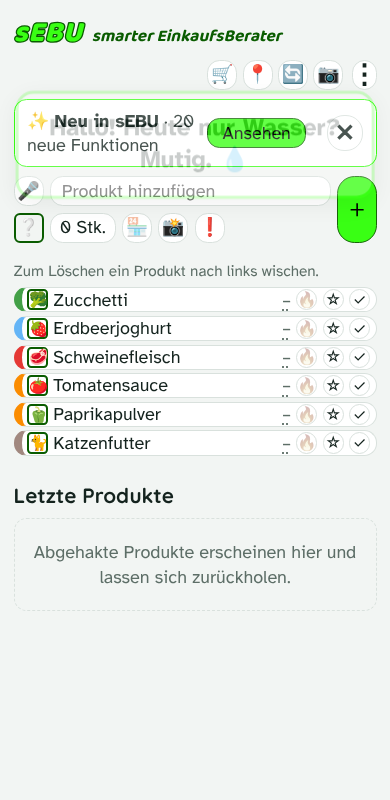 sEBU smarter EinkaufsBerater
Hallo! Heute nur Wasser?
Mutig. 💧
✨ Neu in sEBU · 20
neue Funktionen
Ansehen
Produkt hinzufügen
0 Stk.
+
Zum Löschen ein Produkt nach links wischen.
Zucchetti –
Erdbeerjoghurt –
Schweinefleisch –
Tomatensauce –
Paprikapulver –
Katzenfutter –
Letzte Produkte
Abgehakte Produkte erscheinen hier und
lassen sich zurückholen.